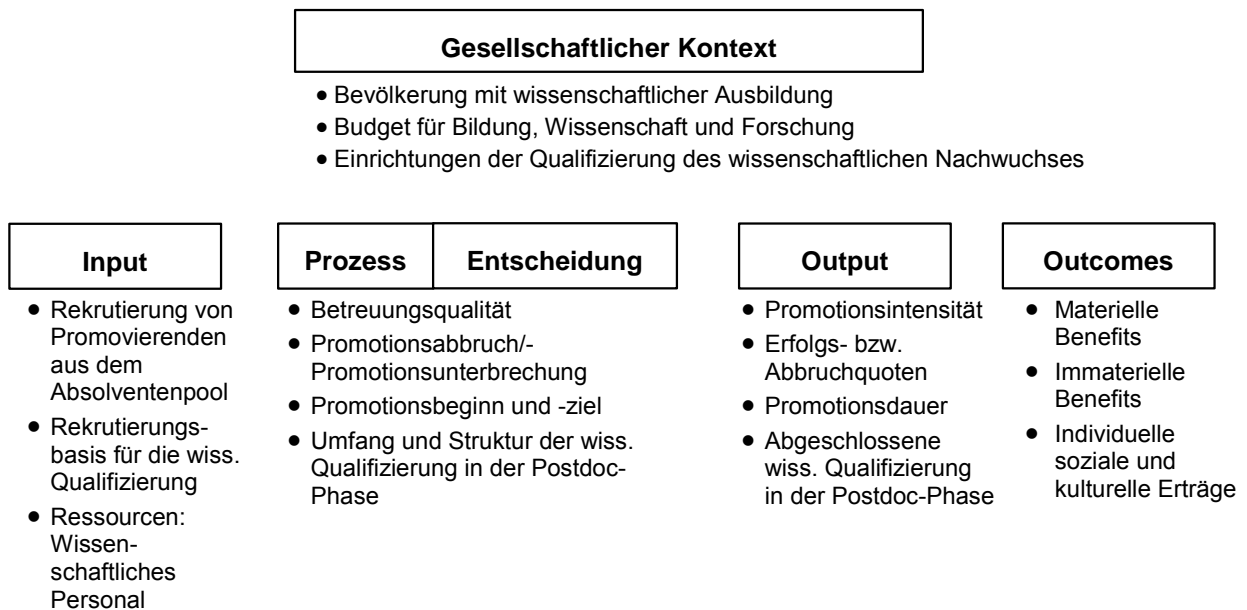 Gesellschaftlicher Kontext
• Bevölkerung mit wissenschaftlicher Ausbildung
• Budget für Bildung, Wissenschaft und Forschung
• Einrichtungen der Qualifizierung des wissenschaftlichen Nachwuchses
Input
• Rekrutierung von
Promovierenden
aus dem
Absolventenpool
• Rekrutierungs-
basis für die wiss.
Qualifizierung
• Ressourcen:
Wissen-
schaftliches
Personal
Prozess
Entscheidung
• Betreuungsqualität
• Promotionsabbruch/-
Promotionsunterbrechung
• Promotionsbeginn und -ziel
• Umfang und Struktur der wiss.
Qualifizierung in der Postdoc-
Phase
Output
• Promotionsintensität
• Erfolgs- bzw.
Abbruchquoten
• Promotionsdauer
• Abgeschlossene
wiss. Qualifizierung
in der Postdoc-Phase
Outcomes
• Materielle
Benefits
• Immaterielle
Benefits
• Individuelle
soziale und
kulturelle Erträge